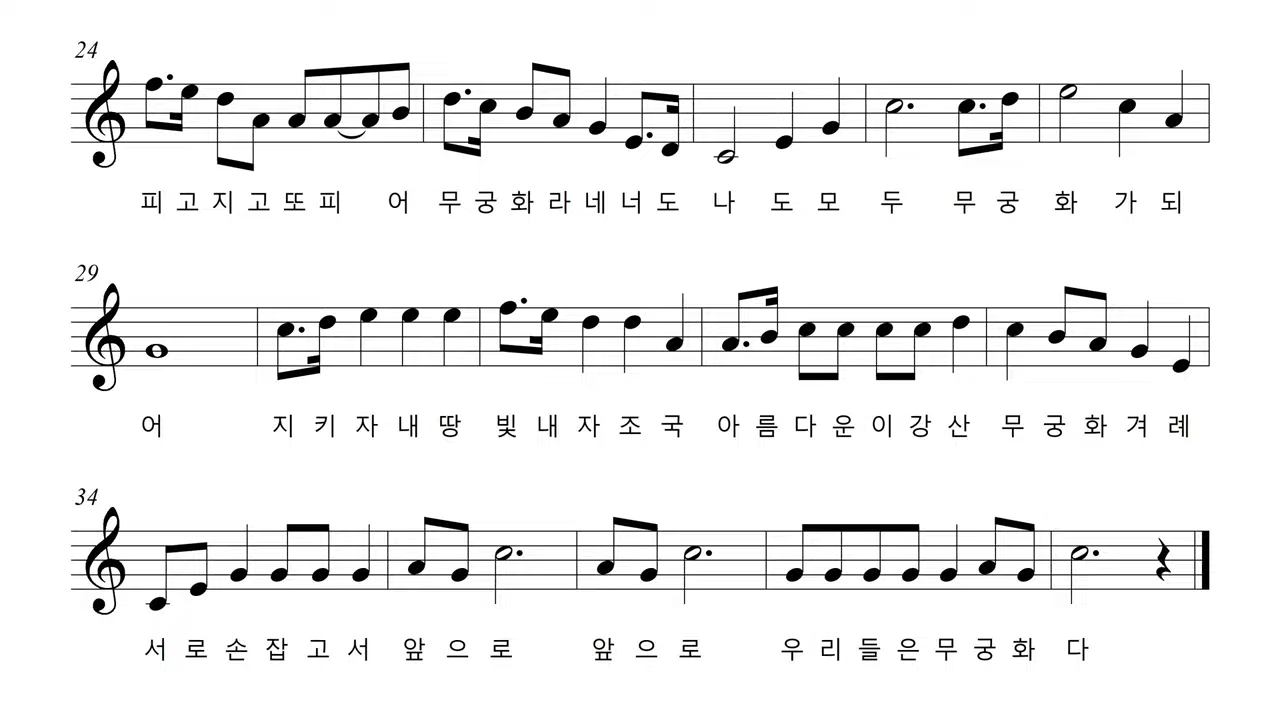 24
피 고 지 고 또 피 어 무 궁 화 라 네 너 도 나 도 모 두 무 궁 화 가 되
29
어 지 키 자 내 땅 빛 내 자 조 국 아 름 다 운 이 강 산 무 궁 화 겨 례
34
서 로 손 잡 고 서 앞 으 로 앞 으 로 우 리 들 은 무 궁 화 다